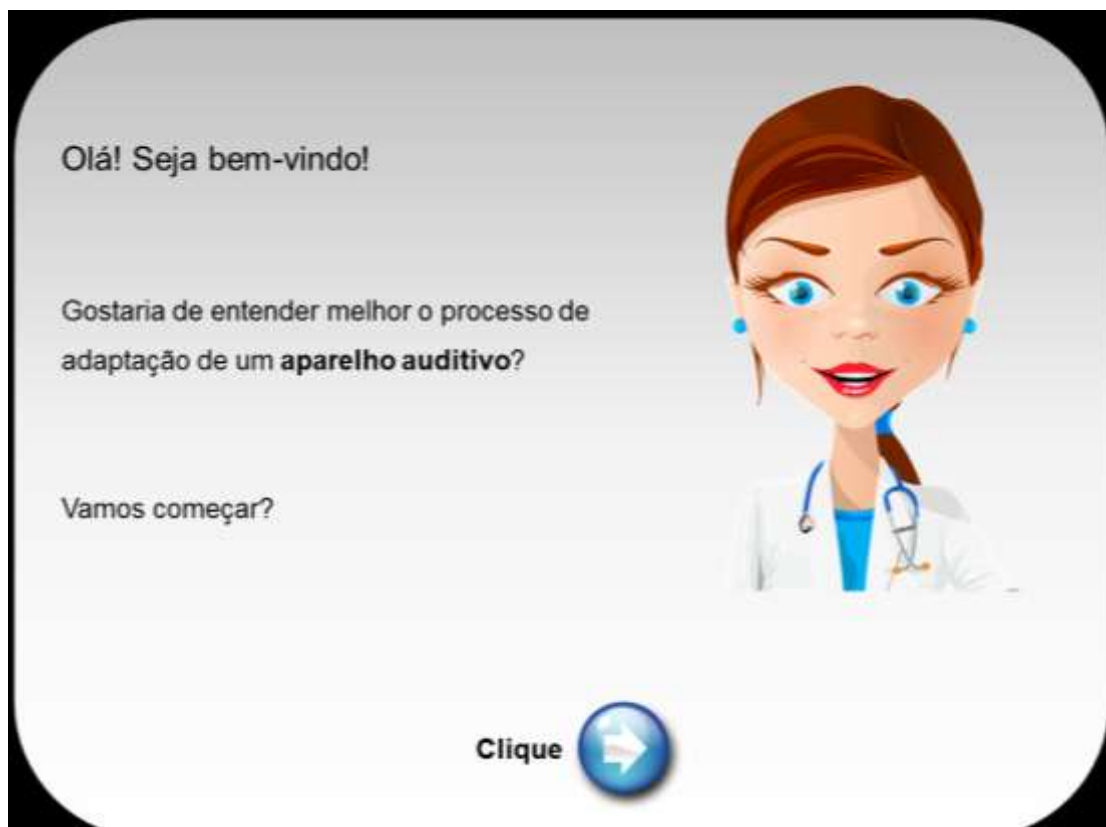 Olá! Seja bem-vindo!
Gostaria de entender melhor o processo de
adaptação de um aparelho auditivo?
Vamos começar?
Clique